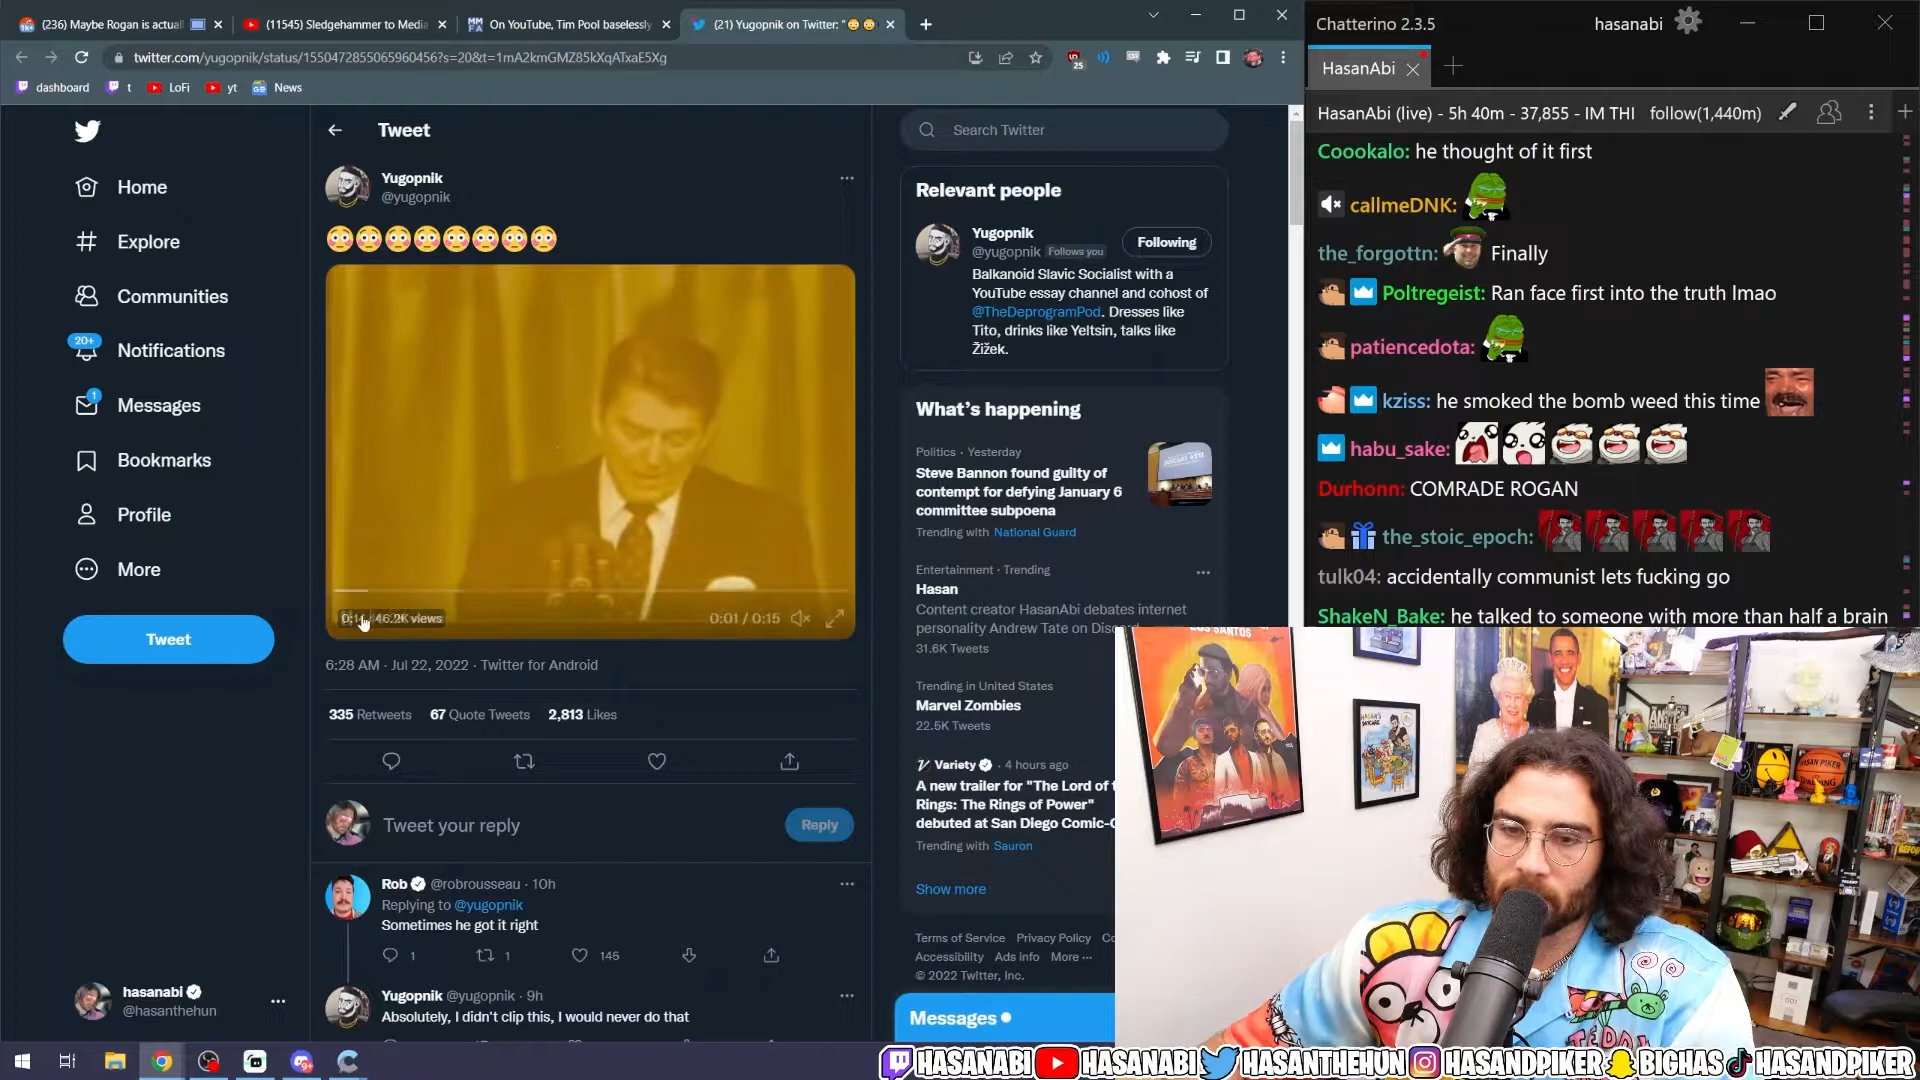 (236) Maybe Rogan is actual
(11545) Sledgehammer to Media
On YouTube, Tim Pool baselessly
(21) Yugopnik on Twitter: "
twitter.com/yugopnik/status/1550472855065960456?s=20&t=1mA2kmGMZ85kXqATxaE5Xg
25
dashboard
t
LoFi
yt
News
Home
Explore
Communities
20+
Notifications
1
Messages
Bookmarks
Profile
More
Tweet
hasanabi
@hasanthehun
Tweet
Yugopnik
@yugopnik
😳😳😳😳😳😳😳😳
46.2K views
0:01 / 0:15
6:28 AM · Jul 22, 2022 · Twitter for Android
335 Retweets 67 Quote Tweets 2,813 Likes
Tweet your reply
Reply
Rob @robrousseau · 10h
Replying to @yugopnik
Sometimes he got it right
1
1
145
Yugopnik @yugopnik · 9h
Absolutely, I didn't clip this, I would never do that
Search Twitter
Relevant people
Yugopnik
@yugopnik Follows you
Following
Balkanoid Slavic Socialist with a
YouTube essay channel and cohost of
@TheDeprogramPod. Dresses like
Tito, drinks like Yeltsin, talks like
Žižek.
What's happening
Politics · Yesterday
Steve Bannon found guilty of
contempt for defying January 6
committee subpoena
Trending with National Guard
Entertainment · Trending
Hasan
Content creator HasanAbi debates internet
personality Andrew Tate on Disco
31.6K Tweets
Trending in United States
Marvel Zombies
22.5K Tweets
Variety · 4 hours ago
A new trailer for "The Lord of t
Rings: The Rings of Power"
debuted at San Diego Comic-C
Trending with Sauron
Show more
Terms of Service Privacy Policy Co
Accessibility Ads info More ···
© 2022 Twitter, Inc.
Messages
Chatterino 2.3.5
hasanabi
HasanAbi
HasanAbi (live) - 5h 40m - 37,855 - IM THI
follow(1,440m)
Coookalo: he thought of it first
callmeDNK:
the_forgottn: Finally
Poltregeist: Ran face first into the truth lmao
patiencedota:
kziss: he smoked the bomb weed this time
habu_sake:
Durhonn: COMRADE ROGAN
the_stoic_epoch:
tulk04: accidentally communist lets fucking go
ShakeN_Bake: he talked to someone with more than half a brain
LOS SANTOS
HASAN PIKER
HASANABI HASANABI HASANTHEHUN HASANDPIKER BIGHAS HASANDPIKER